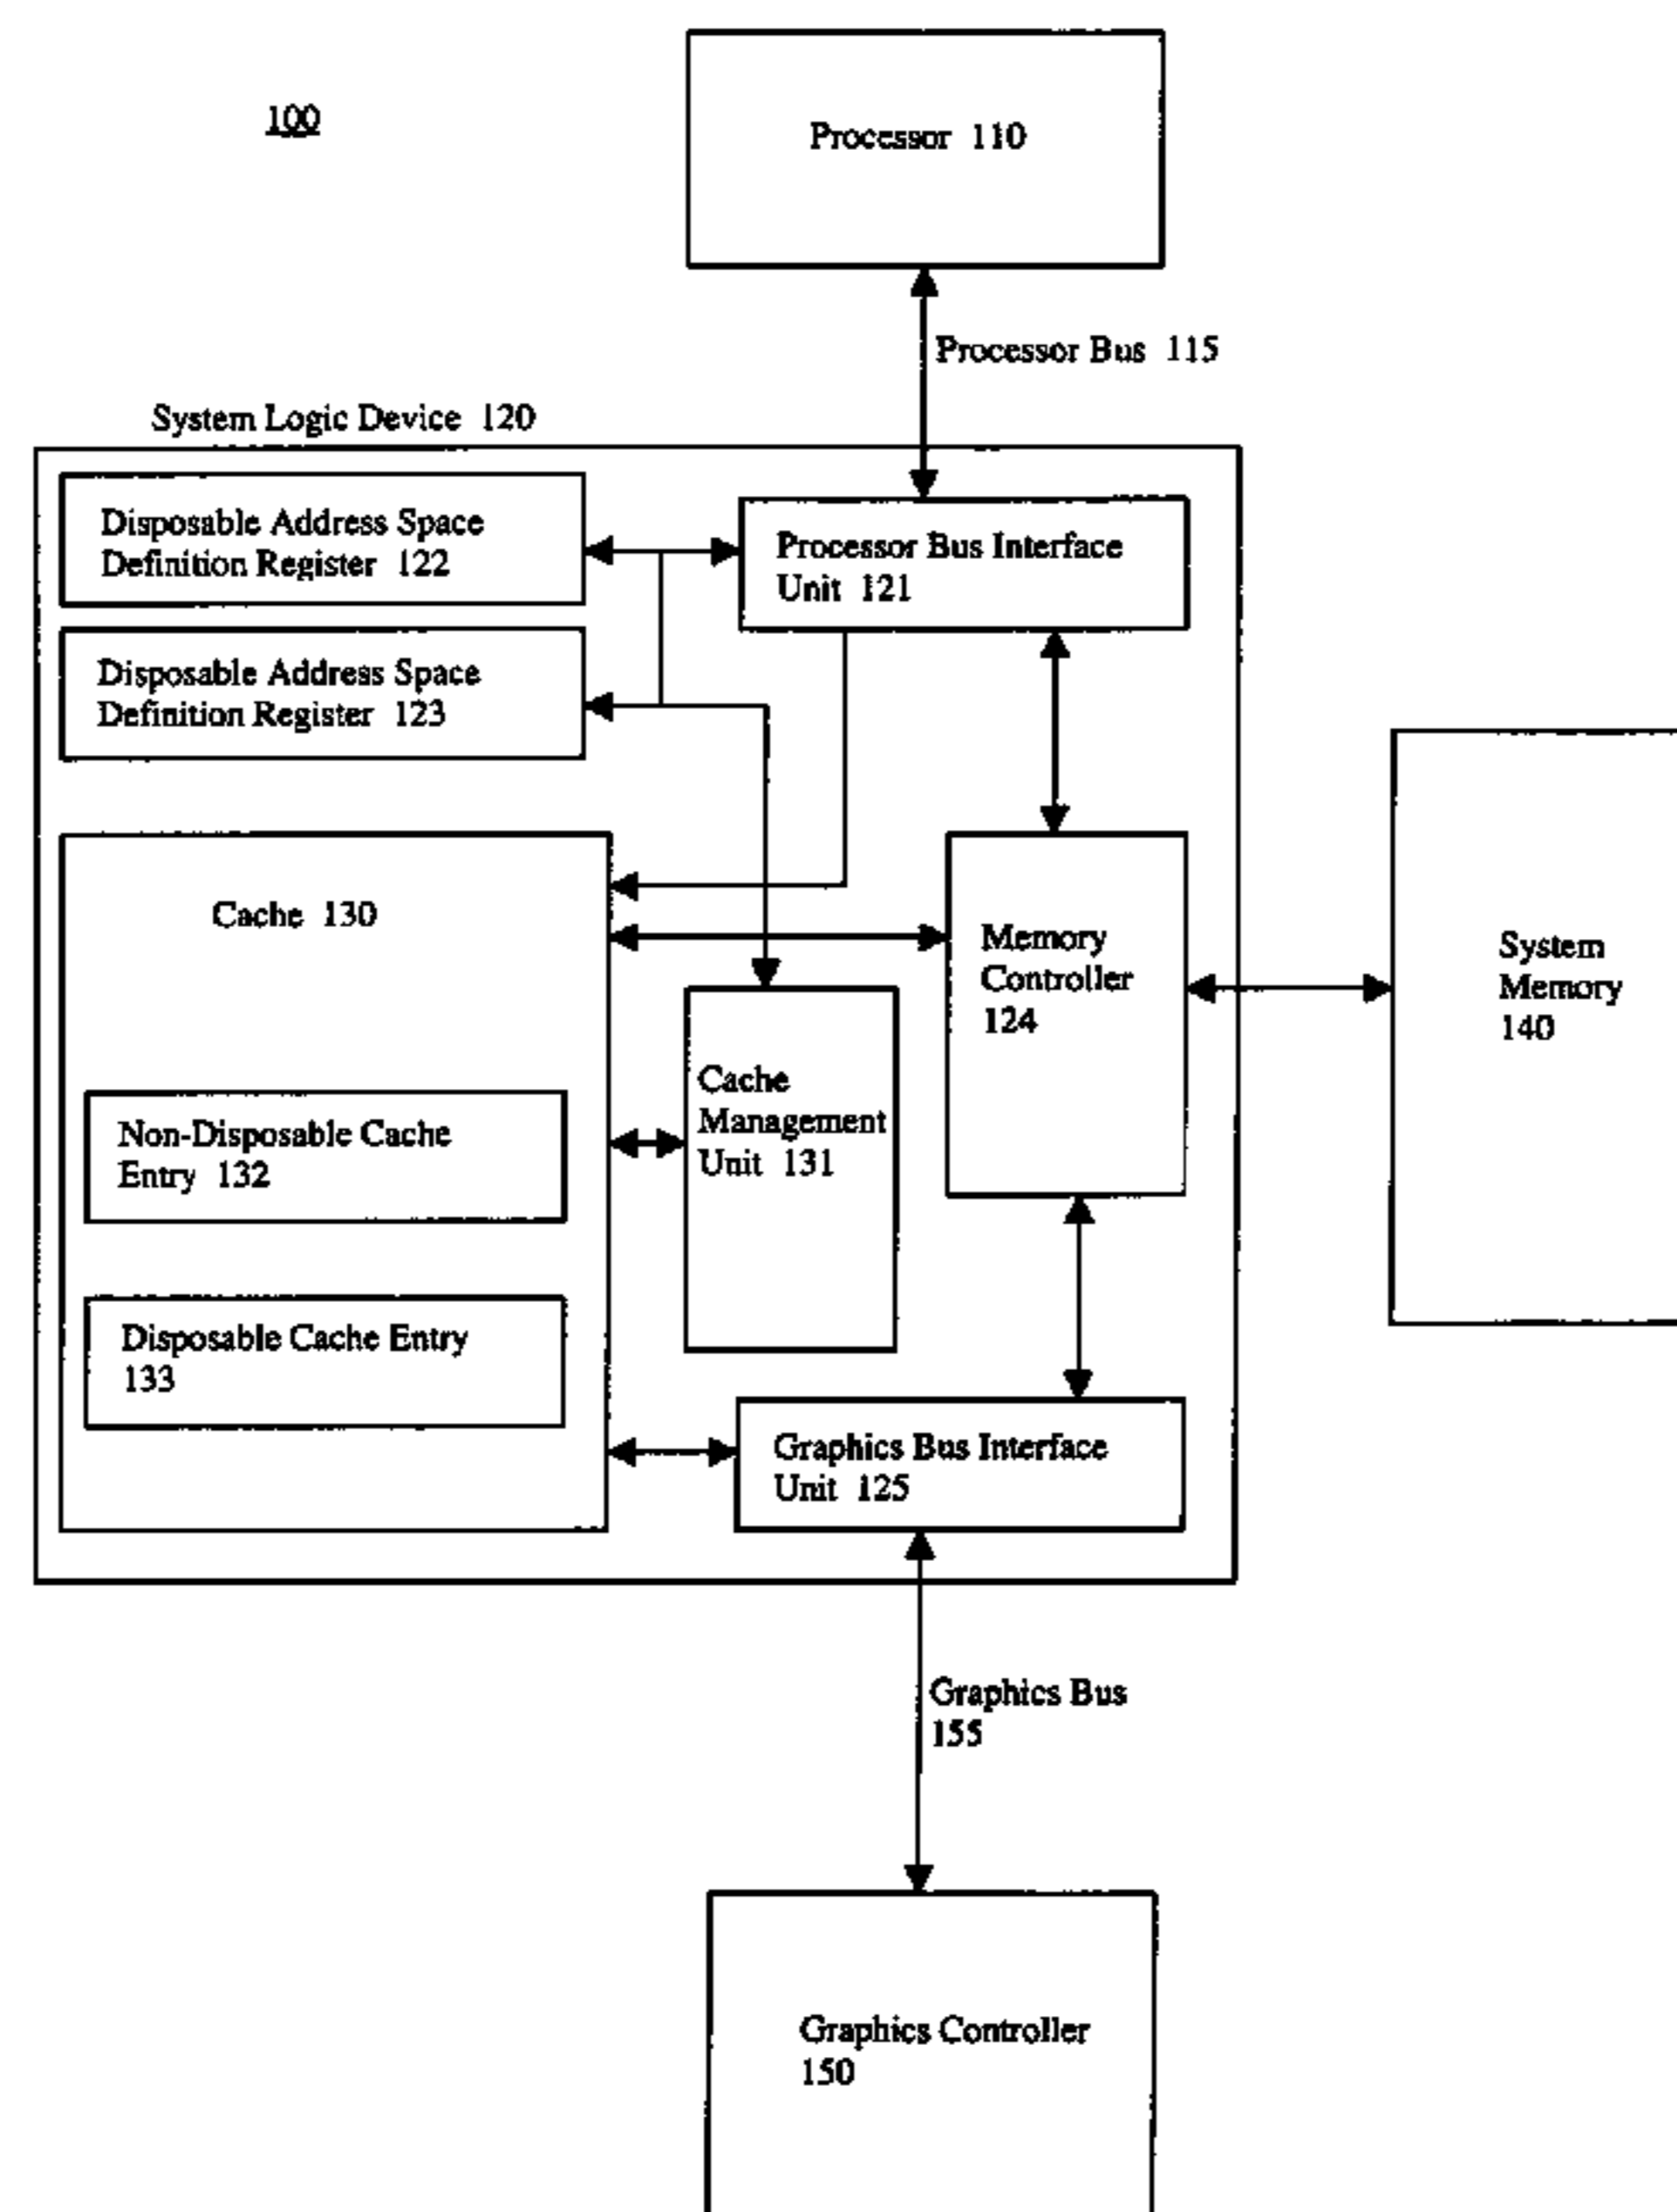 100
Processor 110
Processor Bus 115
System Logic Device 120
Disposable Address Space
Definition Register 122
Processor Bus Interface
Unit 121
Disposable Address Space
Definition Register 123
Cache 130
Memory
Controller
124
System
Memory
140
Cache
Management
Unit 131
Non-Disposable Cache
Entry 132
Disposable Cache Entry
133
Graphics Bus Interface
Unit 125
Graphics Bus
155
Graphics Controller
150